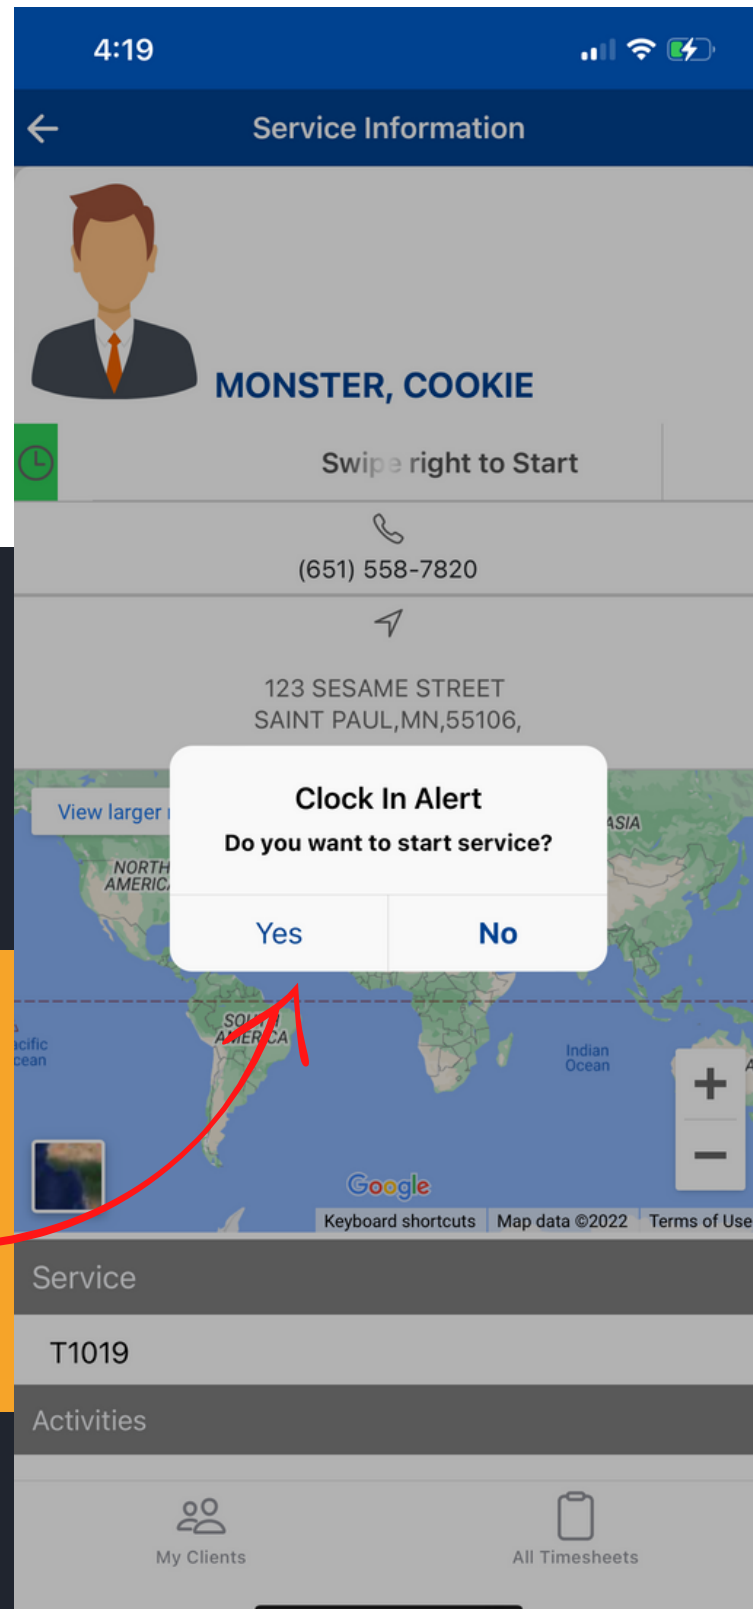 4:19
Service Information
MONSTER, COOKIE
Swipe right to Start
(651) 558-7820
123 SESAME STREET
SAINT PAUL,MN,55106,
View larger
Clock In Alert
Do you want to start service?
Yes
No
NORTH
AMERIC
ASIA
SOUTH
AMERICA
acific
cean
Indian
Ocean
A
+
−
Google
Keyboard shortcuts
Map data ©2022
Terms of Use
Service
T1019
Activities
My Clients
All Timesheets